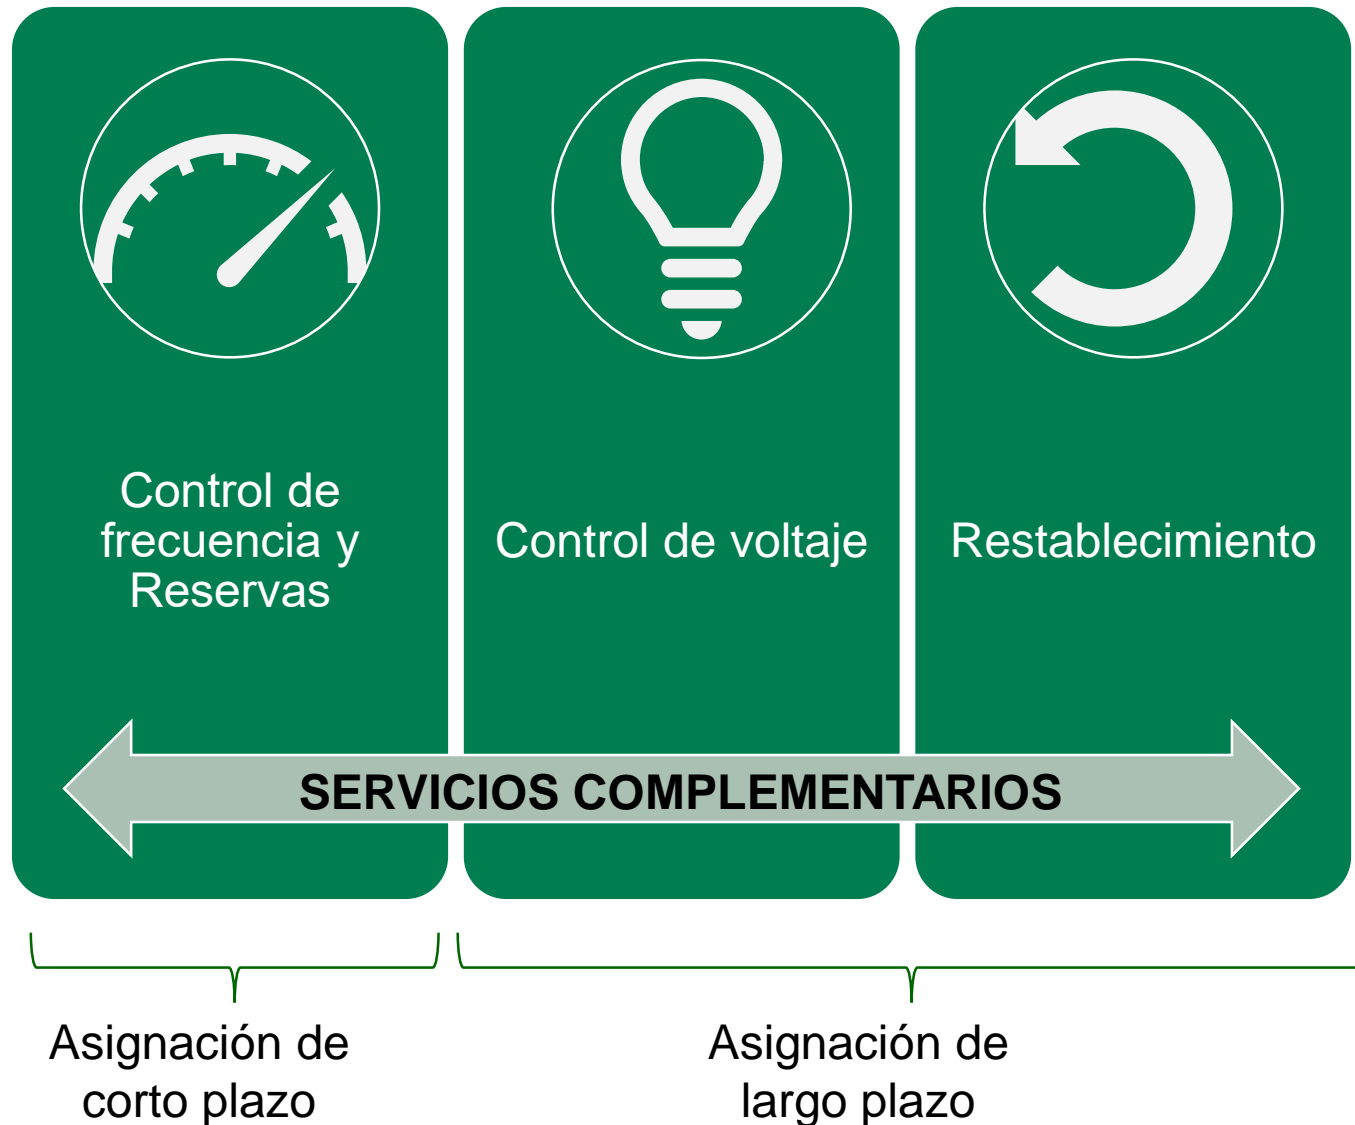 Control de
frecuencia y
Reservas
Control de voltaje
Restablecimiento
SERVICIOS COMPLEMENTARIOS
Asignación de
corto plazo
Asignación de
largo plazo